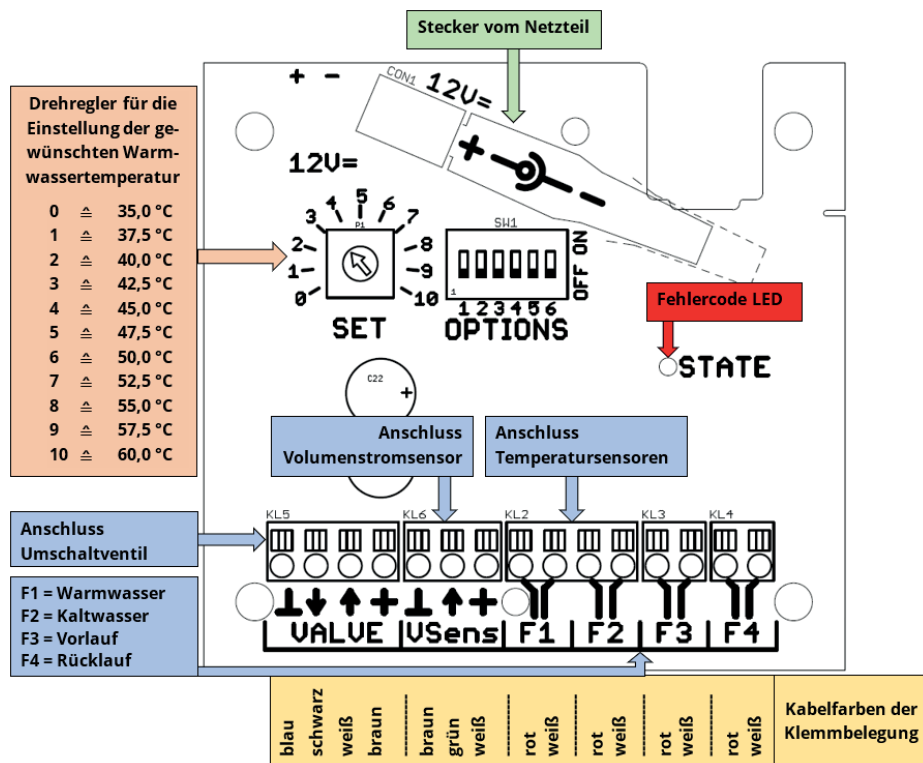 Stecker vom Netzteil
Drehregler für die
Einstellung der ge-
wünschten Warm-
wassertemperatur
0 ≙ 35,0 °C
1 ≙ 37,5 °C
2 ≙ 40,0 °C
3 ≙ 42,5 °C
4 ≙ 45,0 °C
5 ≙ 47,5 °C
6 ≙ 50,0 °C
7 ≙ 52,5 °C
8 ≙ 55,0 °C
9 ≙ 57,5 °C
10 ≙ 60,0 °C
+ -
12V=
CON1
12V=
+ -
P1
0 1 2 3 4 5 6 7 8 9 10
SET
SW1
1
1 2 3 4 5 6
OFF ON
OPTIONS
Fehlercode LED
STATE
C22
+
Anschluss
Volumenstromsensor
Anschluss
Temperatursensoren
Anschluss
Umschaltventil
KL5 KL6 KL2 KL3 KL4
F1 = Warmwasser
F2 = Kaltwasser
F3 = Vorlauf
F4 = Rücklauf
⊥ ↓ ↑ + ⊥ ↑ +
VALVE VSens F1 F2 F3 F4
blau
schwarz
weiß
braun
braun
grün
weiß
rot
weiß
rot
weiß
rot
weiß
rot
weiß
Kabelfarben der
Klemmbelegung